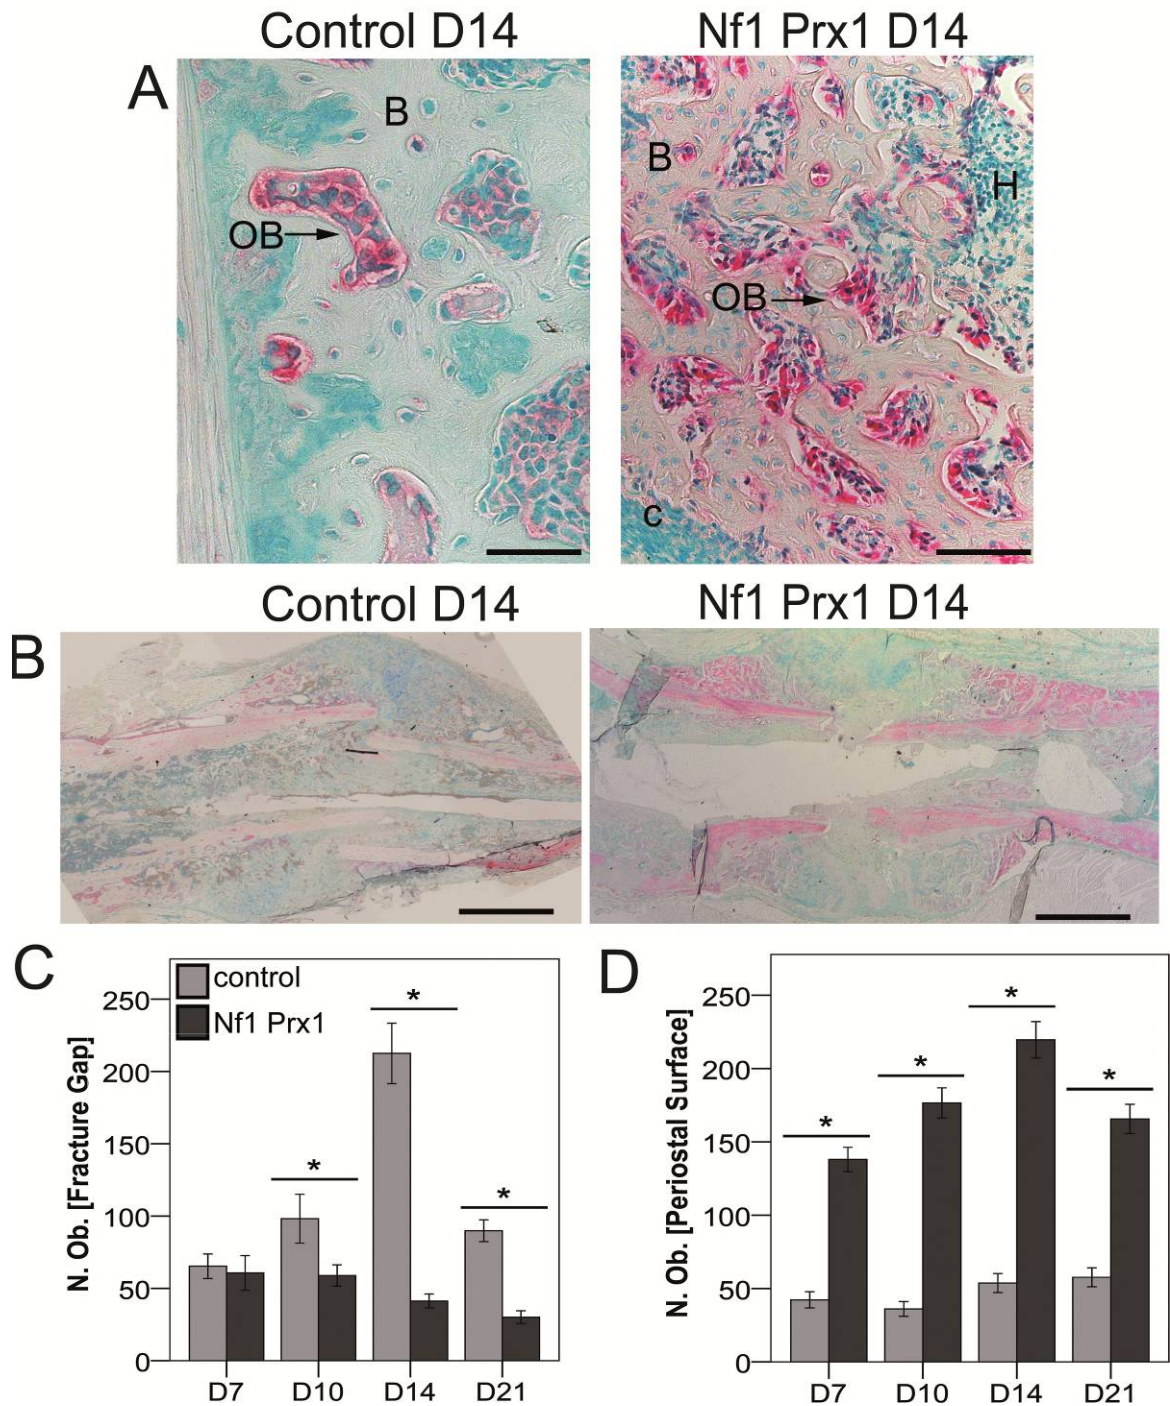 Control D14
Nf1 Prx1 D14
A
B
OB
B
H
OB
c
Control D14
Nf1 Prx1 D14
B
C
control
Nf1 Prx1
N. Ob. [Fracture Gap]
250
200
150
100
50
0
*
*
*
D7
D10
D14
D21
D
N. Ob. [Periostal Surface]
250
200
150
100
50
0
*
*
*
*
D7
D10
D14
D21